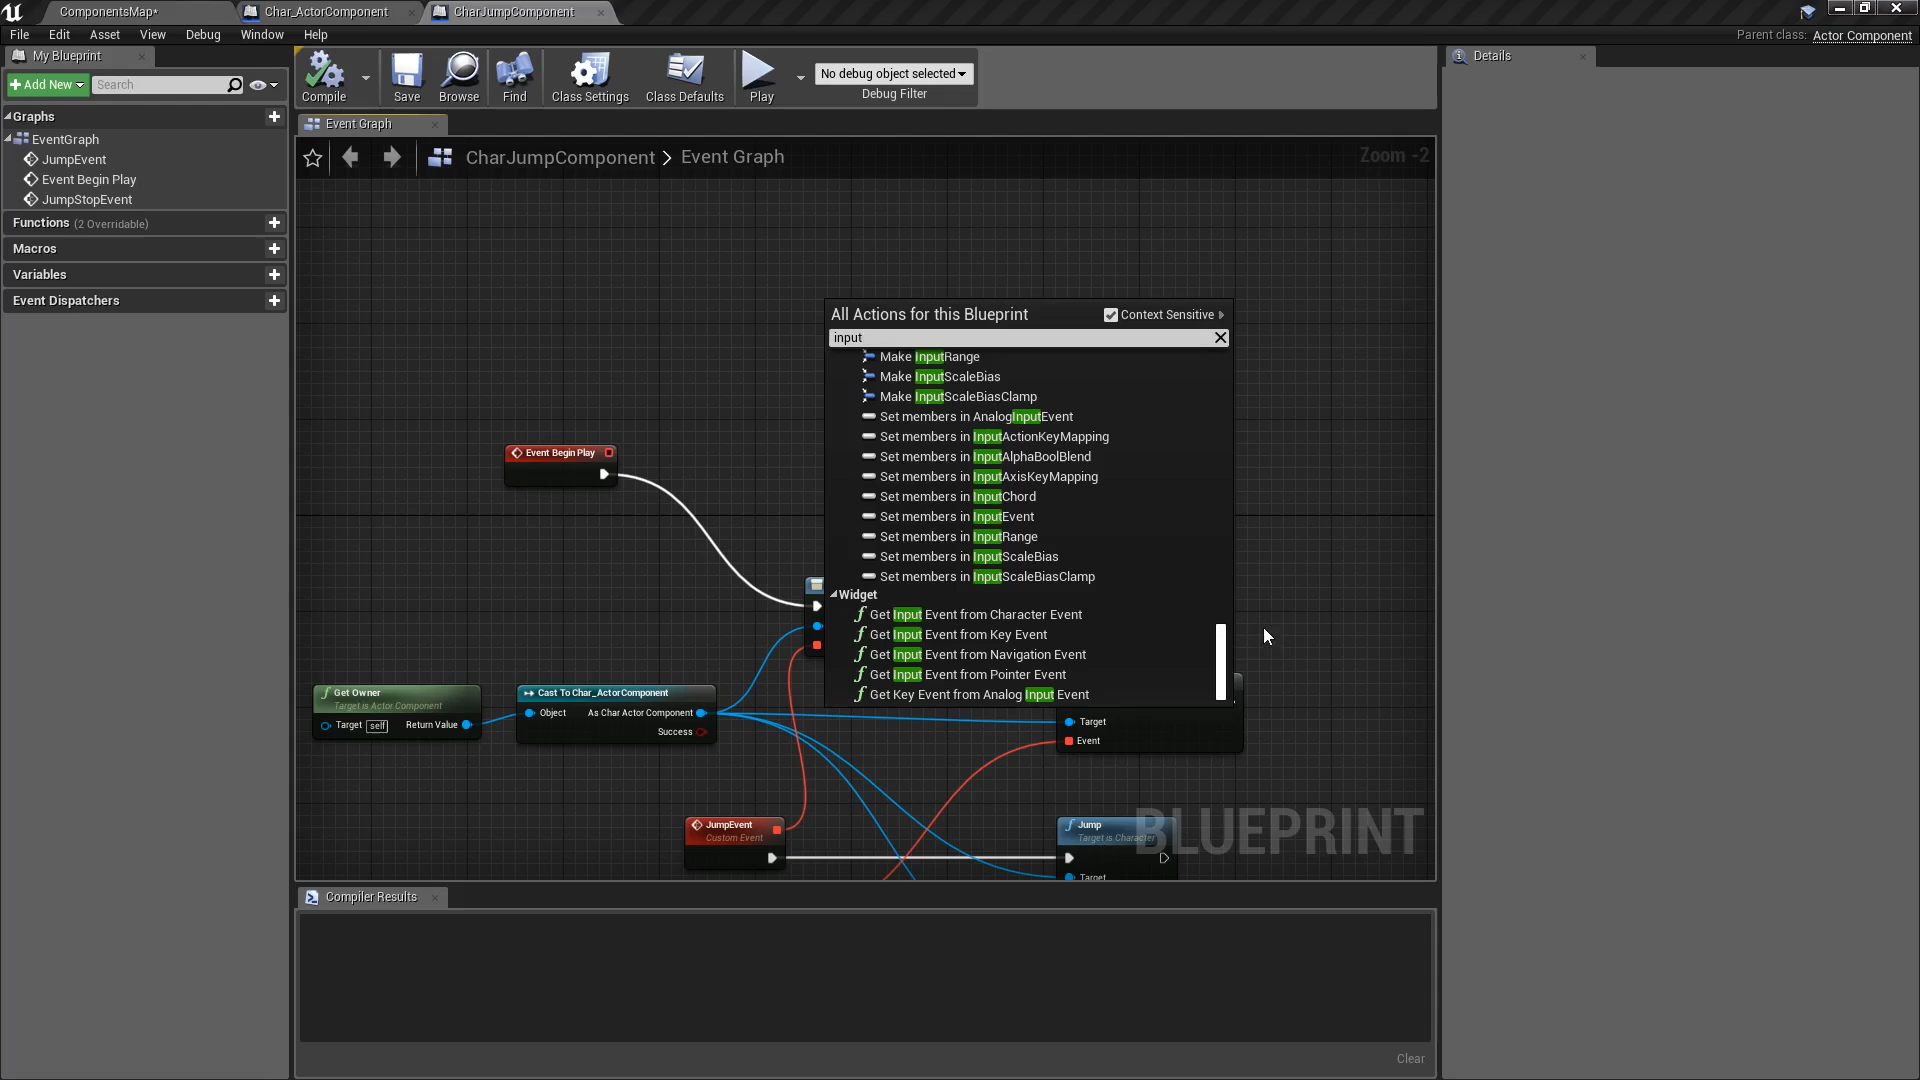 ComponentsMap*
Char_ActorComponent
CharJumpComponent
File Edit Asset View Debug Window Help
Parent class: Actor Component
My Blueprint
Details
Add New
Search
Compile
Save
Browse
Find
Class Settings
Class Defaults
Play
No debug object selected
Debug Filter
Graphs
EventGraph
JumpEvent
Event Begin Play
JumpStopEvent
Functions (2 Overridable)
Macros
Variables
Event Dispatchers
Event Graph
CharJumpComponent > Event Graph
Zoom -2
All Actions for this Blueprint
Context Sensitive
input
Make InputRange
Make InputScaleBias
Make InputScaleBiasClamp
Set members in AnalogInputEvent
Set members in InputActionKeyMapping
Set members in InputAlphaBoolBlend
Set members in InputAxisKeyMapping
Set members in InputChord
Set members in InputEvent
Set members in InputRange
Set members in InputScaleBias
Set members in InputScaleBiasClamp
Widget
Get Input Event from Character Event
Get Input Event from Key Event
Get Input Event from Navigation Event
Get Input Event from Pointer Event
Get Key Event from Analog Input Event
Event Begin Play
Get Owner
Target is Actor Component
Target self Return Value
Cast To Char_ActorComponent
Object As Char Actor Component
Success
Target
Event
JumpEvent
Custom Event
Jump
Target is Character
Target
BLUEPRINT
Compiler Results
Clear